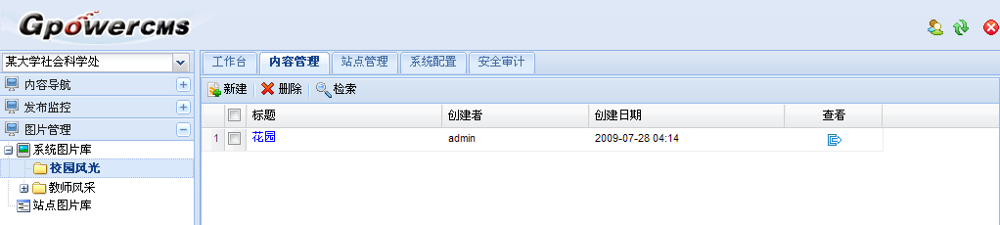 Gpowercms
某大学社会科学处
工作台 内容管理 站点管理 系统配置 安全审计
内容导航
新建 删除 检索
发布监控
标题 创建者 创建日期 查看
图片管理
1 花园 admin 2009-07-28 04:14
系统图片库
校园风光
教师风采
站点图片库